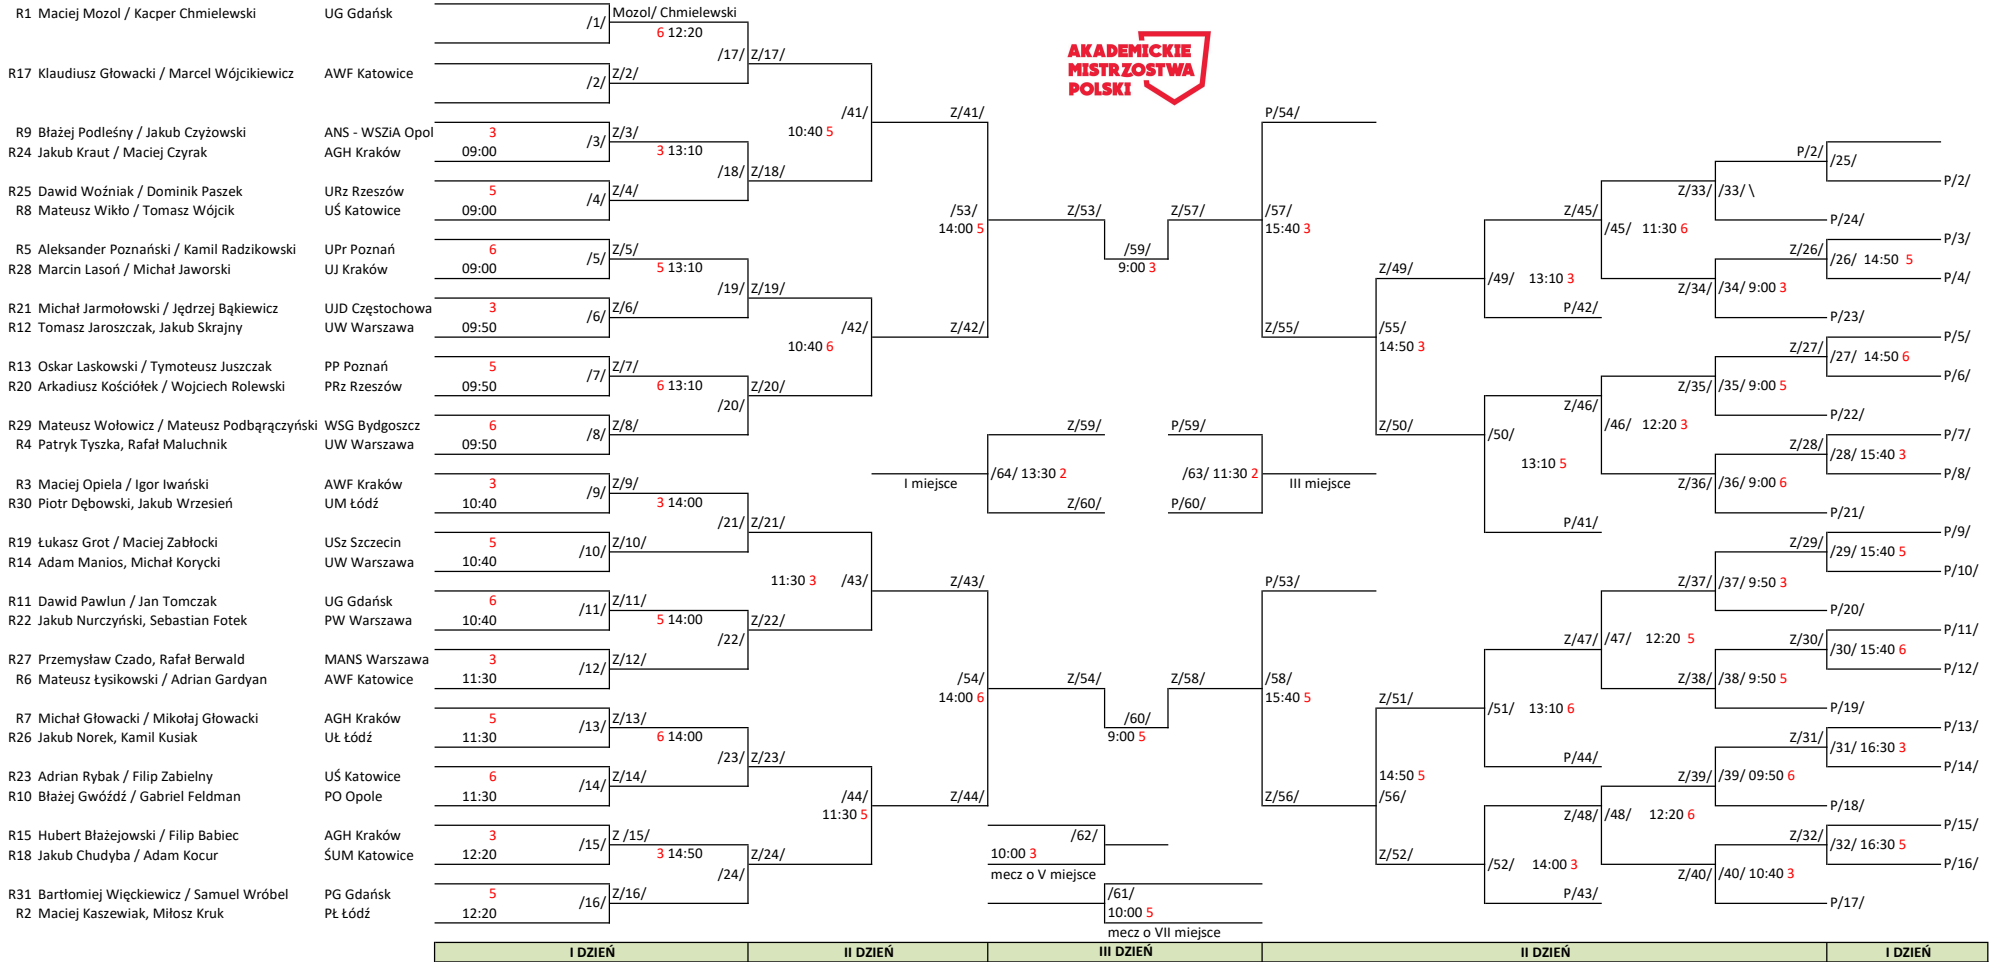 R1 Maciej Mozol / Kacper Chmielewski UG Gdańsk
/1/ Mozol/ Chmielewski
6 12:20
/17/ Z/17/
R17 Klaudiusz Głowacki / Marcel Wójcikiewicz AWF Katowice
/2/ Z/2/
AKADEMICKIE
MISTRZOSTWA
POLSKI
/41/ Z/41/ P/54/
10:40 5
R9 Błażej Podleśny / Jakub Czyżowski ANS - WSZiA Opol 3 /3/ Z/3/
R24 Jakub Kraut / Maciej Czyrak AGH Kraków 09:00 3 13:10
/18/ Z/18/
P/2/ /25/
P/2/
R25 Dawid Woźniak / Dominik Paszek URz Rzeszów 5 /4/ Z/4/
R8 Mateusz Wikło / Tomasz Wójcik UŚ Katowice 09:00
Z/33/ /33/ \
/53/ Z/53/ Z/57/ /57/ Z/45/
P/24/
14:00 5 15:40 3 /45/ 11:30 6
R5 Aleksander Poznański / Kamil Radzikowski UPr Poznań 6 /5/ Z/5/
R28 Marcin Lasoń / Michał Jaworski UJ Kraków 09:00 5 13:10
/59/
9:00 3
Z/26/ P/3/
/26/ 14:50 5
P/4/
/19/ Z/19/
Z/49/ /49/ 13:10 3
Z/34/ /34/ 9:00 3
R21 Michał Jarmołowski / Jędrzej Bąkiewicz UJD Częstochowa 3 /6/ Z/6/
R12 Tomasz Jaroszczak, Jakub Skrajny UW Warszawa 09:50
P/42/ P/23/
/42/ Z/42/ Z/55/ /55/
10:40 6 14:50 3
Z/27/ P/5/
/27/ 14:50 6
P/6/
R13 Oskar Laskowski / Tymoteusz Juszczak PP Poznań 5 /7/ Z/7/
R20 Arkadiusz Kościółek / Wojciech Rolewski PRz Rzeszów 09:50 6 13:10
/20/ Z/20/
Z/35/ /35/ 9:00 5
Z/46/ P/22/
/46/ 12:20 3
R29 Mateusz Wołowicz / Mateusz Podbąrączyński WSG Bydgoszcz 6 /8/ Z/8/
R4 Patryk Tyszka, Rafał Maluchnik UW Warszawa 09:50
Z/59/ P/59/ Z/50/ /50/
13:10 5
Z/28/ P/7/
/28/ 15:40 3
P/8/
I miejsce /64/ 13:30 2 /63/ 11:30 2 III miejsce
Z/60/ P/60/
Z/36/ /36/ 9:00 6
R3 Maciej Opiela / Igor Iwański AWF Kraków 3 /9/ Z/9/
R30 Piotr Dębowski, Jakub Wrzesień UM Łódź 10:40 3 14:00
/21/ Z/21/
P/41/ P/21/
R19 Łukasz Grot / Maciej Zabłocki USz Szczecin 5 /10/ Z/10/
R14 Adam Manios, Michał Korycki UW Warszawa 10:40
Z/29/ P/9/
/29/ 15:40 5
P/10/
11:30 3 /43/ Z/43/ P/53/
Z/37/ /37/ 9:50 3
R11 Dawid Pawlun / Jan Tomczak UG Gdańsk 6 /11/ Z/11/
R22 Jakub Nurczyński, Sebastian Fotek PW Warszawa 10:40 5 14:00
/22/ Z/22/
P/20/
Z/47/ /47/ 12:20 5
Z/30/ P/11/
/30/ 15:40 6
P/12/
R27 Przemysław Czado, Rafał Berwald MANS Warszawa 3 /12/ Z/12/
R6 Mateusz Łysikowski / Adrian Gardyan AWF Katowice 11:30
/54/ Z/54/ Z/58/ /58/
14:00 6 15:40 5
Z/38/ /38/ 9:50 5
Z/51/ /51/ 13:10 6
P/19/
R7 Michał Głowacki / Mikołaj Głowacki AGH Kraków 5 /13/ Z/13/
R26 Jakub Norek, Kamil Kusiak UŁ Łódź 11:30 6 14:00
/60/
9:00 5
Z/31/ P/13/
/31/ 16:30 3
P/14/
/23/ Z/23/
P/44/
R23 Adrian Rybak / Filip Zabielny UŚ Katowice 6 /14/ Z/14/
R10 Błażej Gwóźdź / Gabriel Feldman PO Opole 11:30
14:50 5
Z/39/ /39/ 09:50 6
/44/ Z/44/ Z/56/ /56/
11:30 5
P/18/
Z/48/ /48/ 12:20 6
R15 Hubert Błażejowski / Filip Babiec AGH Kraków 3 /15/ Z /15/
R18 Jakub Chudyba / Adam Kocur ŚUM Katowice 12:20 3 14:50
/62/
10:00 3
mecz o V miejsce
Z/32/ P/15/
/32/ 16:30 5
P/16/
/24/ Z/24/
Z/52/ /52/ 14:00 3
Z/40/ /40/ 10:40 3
R31 Bartłomiej Więckiewicz / Samuel Wróbel PG Gdańsk 5 /16/ Z/16/
R2 Maciej Kaszewiak, Miłosz Kruk PŁ Łódź 12:20
/61/
10:00 5
mecz o VII miejsce
P/43/ P/17/
I DZIEŃ II DZIEŃ III DZIEŃ II DZIEŃ I DZIEŃ